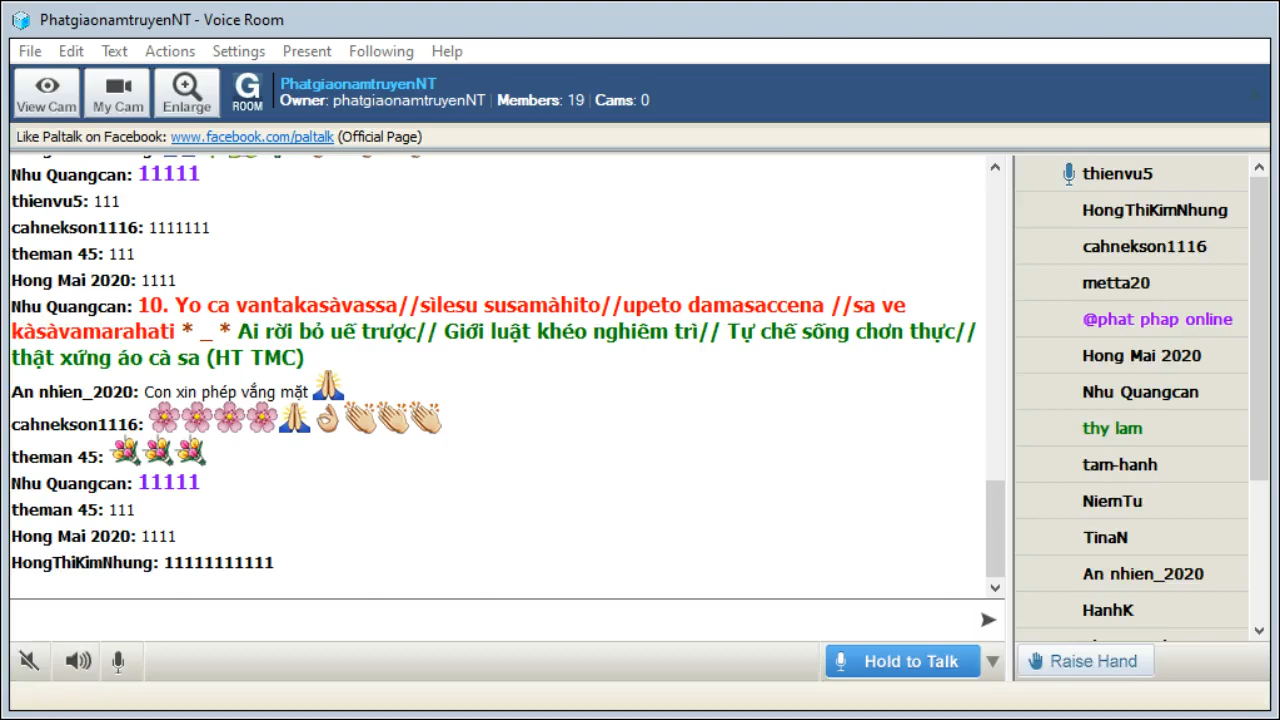 PhatgiaonamtruyenNT - Voice Room
File Edit Text Actions Settings Present Following Help
View Cam My Cam Enlarge G ROOM
PhatgiaonamtruyenNT
Owner: phatgiaonamtruyenNT | Members: 19 | Cams: 0
Like Paltalk on Facebook: www.facebook.com/paltalk (Official Page)
Nhu Quangcan: 11111
thienvu5: 111
cahnekson1116: 1111111
theman 45: 111
Hong Mai 2020: 1111
Nhu Quangcan: 10. Yo ca vantakasàvassa//sìlesu susamàhito//upeto damasaccena //sa ve
kàsàvamarahati * _ * Ai rời bỏ uế trược// Giới luật khéo nghiêm trì// Tự chế sống chơn thực//
thật xứng áo cà sa (HT TMC)
An nhien_2020: Con xin phép vắng mặt
cahnekson1116:
theman 45:
Nhu Quangcan: 11111
theman 45: 111
Hong Mai 2020: 1111
HongThiKimNhung: 11111111111
Hold to Talk
thienvu5
HongThiKimNhung
cahnekson1116
metta20
@phat phap online
Hong Mai 2020
Nhu Quangcan
thy lam
tam-hanh
NiemTu
TinaN
An nhien_2020
HanhK
Raise Hand